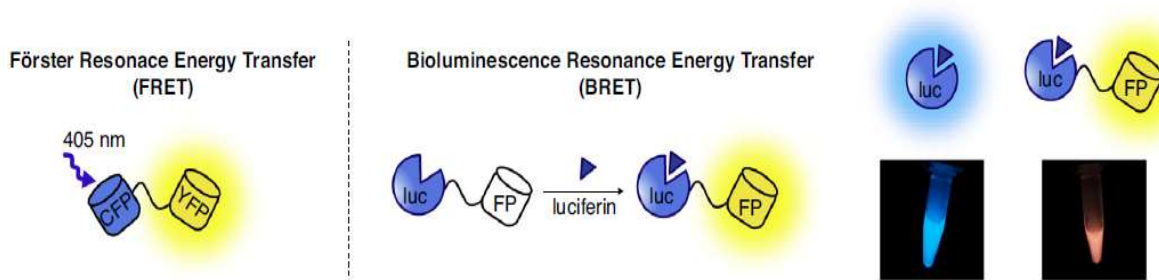 Förster Resonace Energy Transfer
(FRET)
405 nm
CFP
YFP
Bioluminescence Resonance Energy Transfer
(BRET)
luc
FP
luciferin
luc
FP
luc
luc
FP